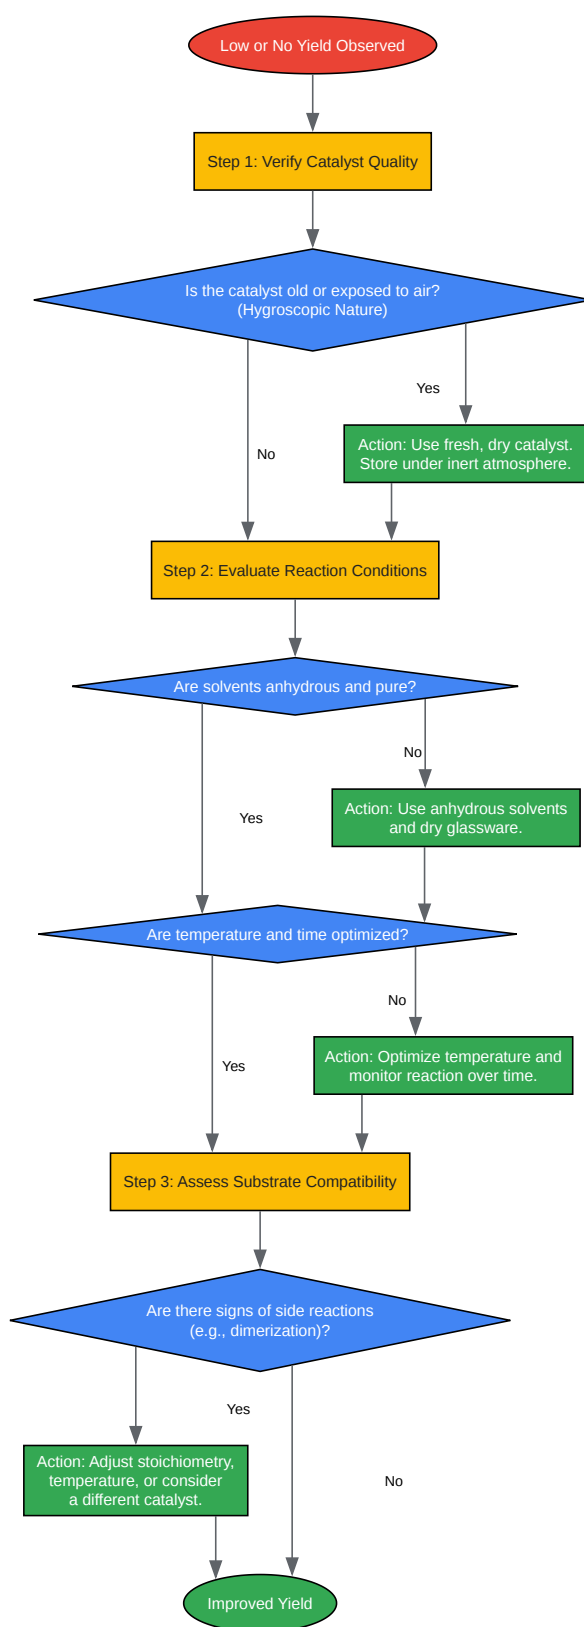 Low or No Yield Observed
Step 1: Verify Catalyst Quality
Is the catalyst old or exposed to air?
(Hygroscopic Nature)
Yes
Action: Use fresh, dry catalyst.
Store under inert atmosphere.
No
Step 2: Evaluate Reaction Conditions
Are solvents anhydrous and pure?
No
Action: Use anhydrous solvents
and dry glassware.
Yes
Are temperature and time optimized?
No
Action: Optimize temperature and
monitor reaction over time.
Yes
Step 3: Assess Substrate Compatibility
Are there signs of side reactions
(e.g., dimerization)?
Yes
Action: Adjust stoichiometry,
temperature, or consider
a different catalyst.
No
Improved Yield